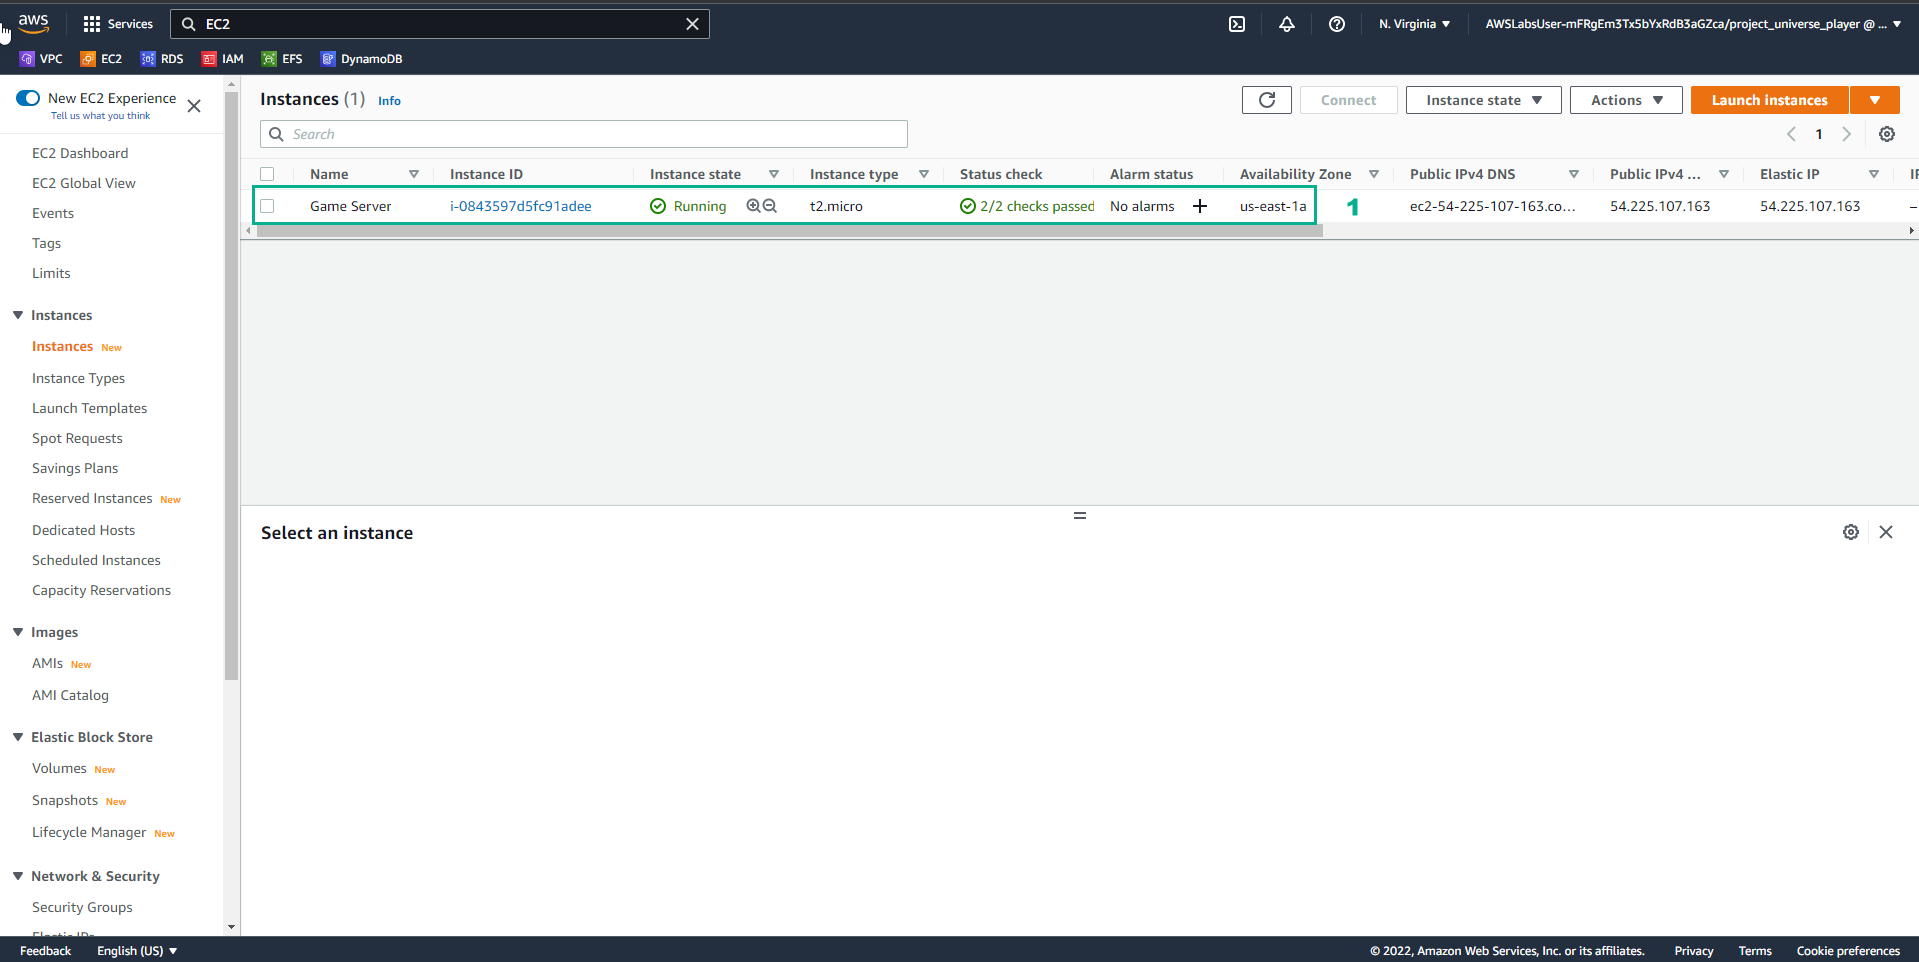 aws Services EC2 N. Virginia AWSLabsUser-mFRgEm3Tx5bYxRdB3aGZca/project_universe_player @ ...
VPC EC2 RDS IAM EFS DynamoDB
New EC2 Experience
Tell us what you think
EC2 Dashboard
EC2 Global View
Events
Tags
Limits
Instances
Instances New
Instance Types
Launch Templates
Spot Requests
Savings Plans
Reserved Instances New
Dedicated Hosts
Scheduled Instances
Capacity Reservations
Images
AMIs New
AMI Catalog
Elastic Block Store
Volumes New
Snapshots New
Lifecycle Manager New
Network & Security
Security Groups
Elastic IPs
Instances (1) Info Connect Instance state Actions Launch instances
Search 1
Name Instance ID Instance state Instance type Status check Alarm status Availability Zone Public IPv4 DNS Public IPv4 ... Elastic IP
Game Server i-0843597d5fc91adee Running t2.micro 2/2 checks passed No alarms + us-east-1a 1 ec2-54-225-107-163.co... 54.225.107.163 54.225.107.163 –
Select an instance
Feedback English (US) © 2022, Amazon Web Services, Inc. or its affiliates. Privacy Terms Cookie preferences